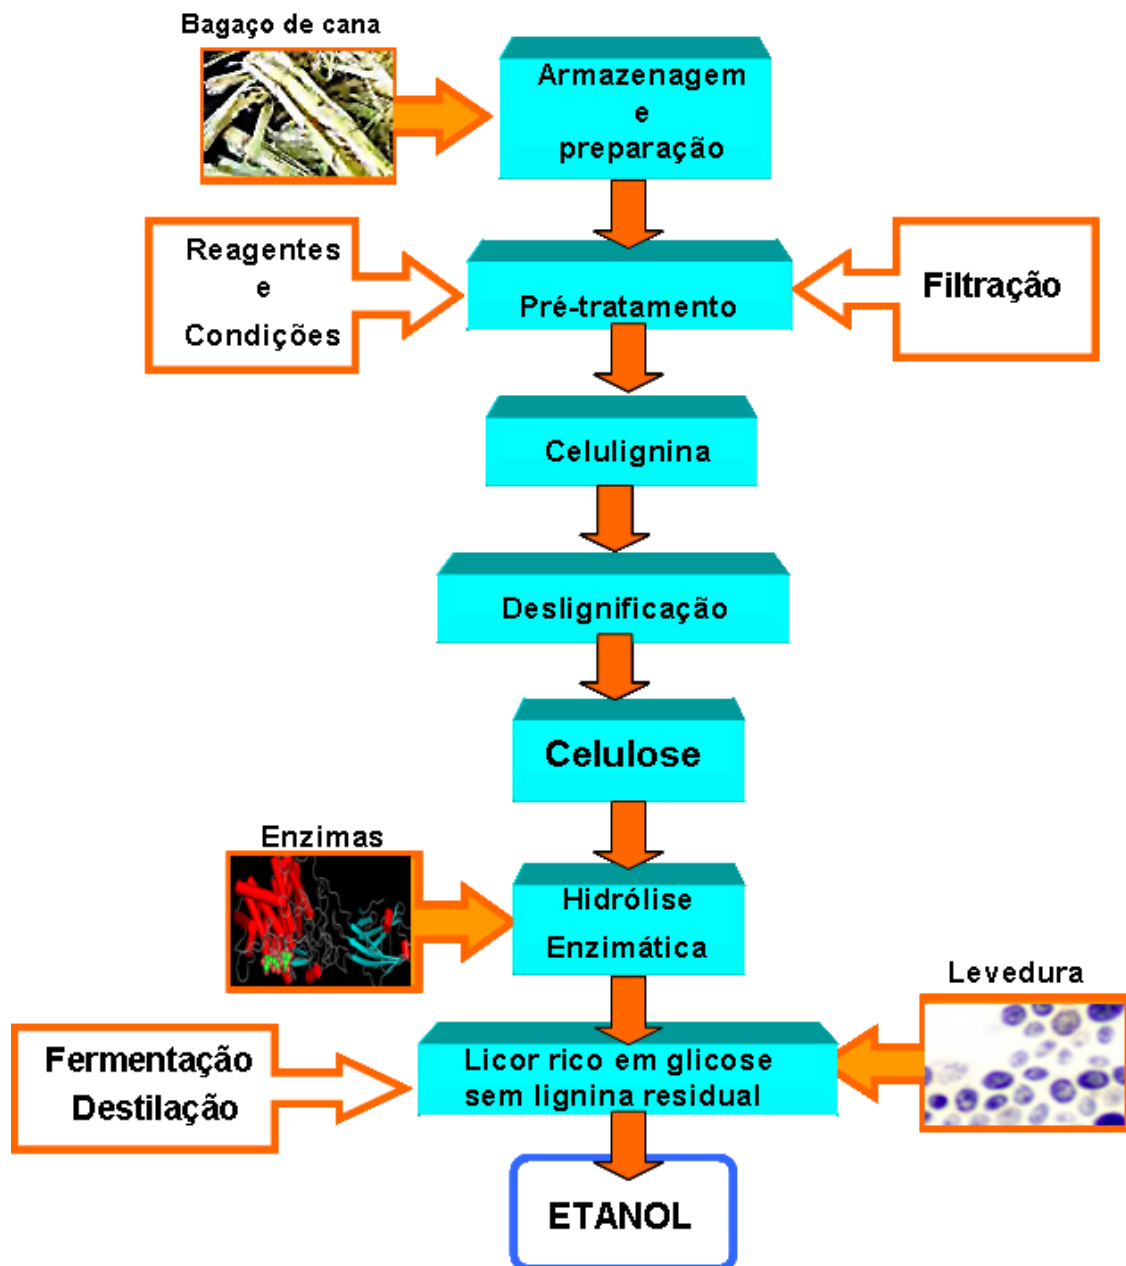 Bagaço de cana
Armazenagem
e
preparação
Reagentes
e
Condições
Pré-tratamento
Filtração
Celulignina
Deslignificação
Celulose
Enzimas
Hidrólise
Enzimática
Levedura
Fermentação
Destilação
Licor rico em glicose
sem lignina residual
ETANOL